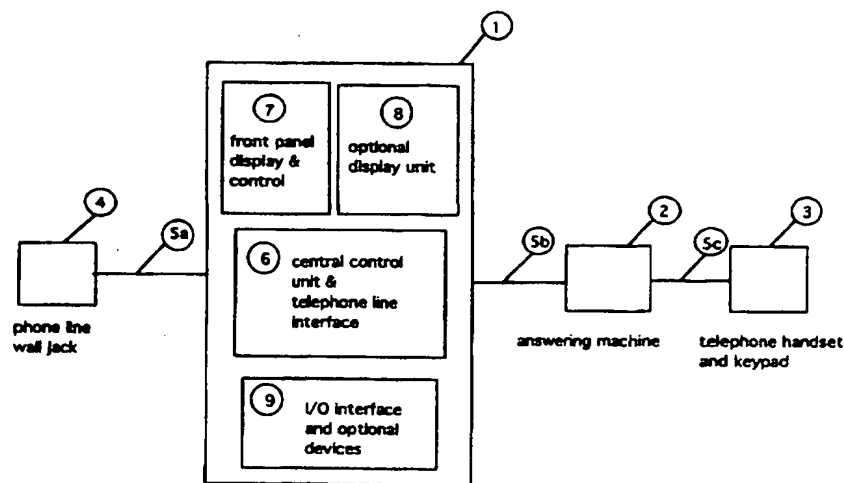 1
7
front panel
display &
control
8
optional
display unit
4
5a
phone line
wall jack
6
central control
unit &
telephone line
interface
5b
2
answering machine
5c
3
telephone handset
and keypad
9
I/O interface
and optional
devices